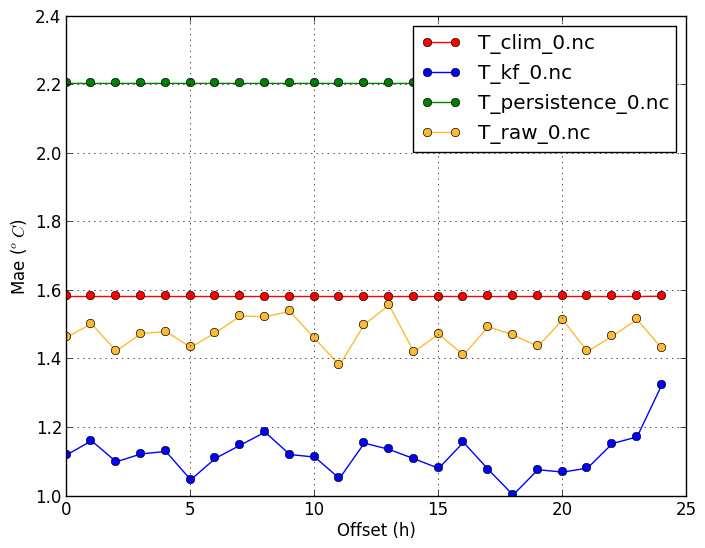 2.4
2.2
2.0
1.8
1.6
1.4
1.2
1.0
Mae (° C)
T_clim_0.nc
T_kf_0.nc
T_persistence_0.nc
T_raw_0.nc
0 5 10 15 20 25
Offset (h)